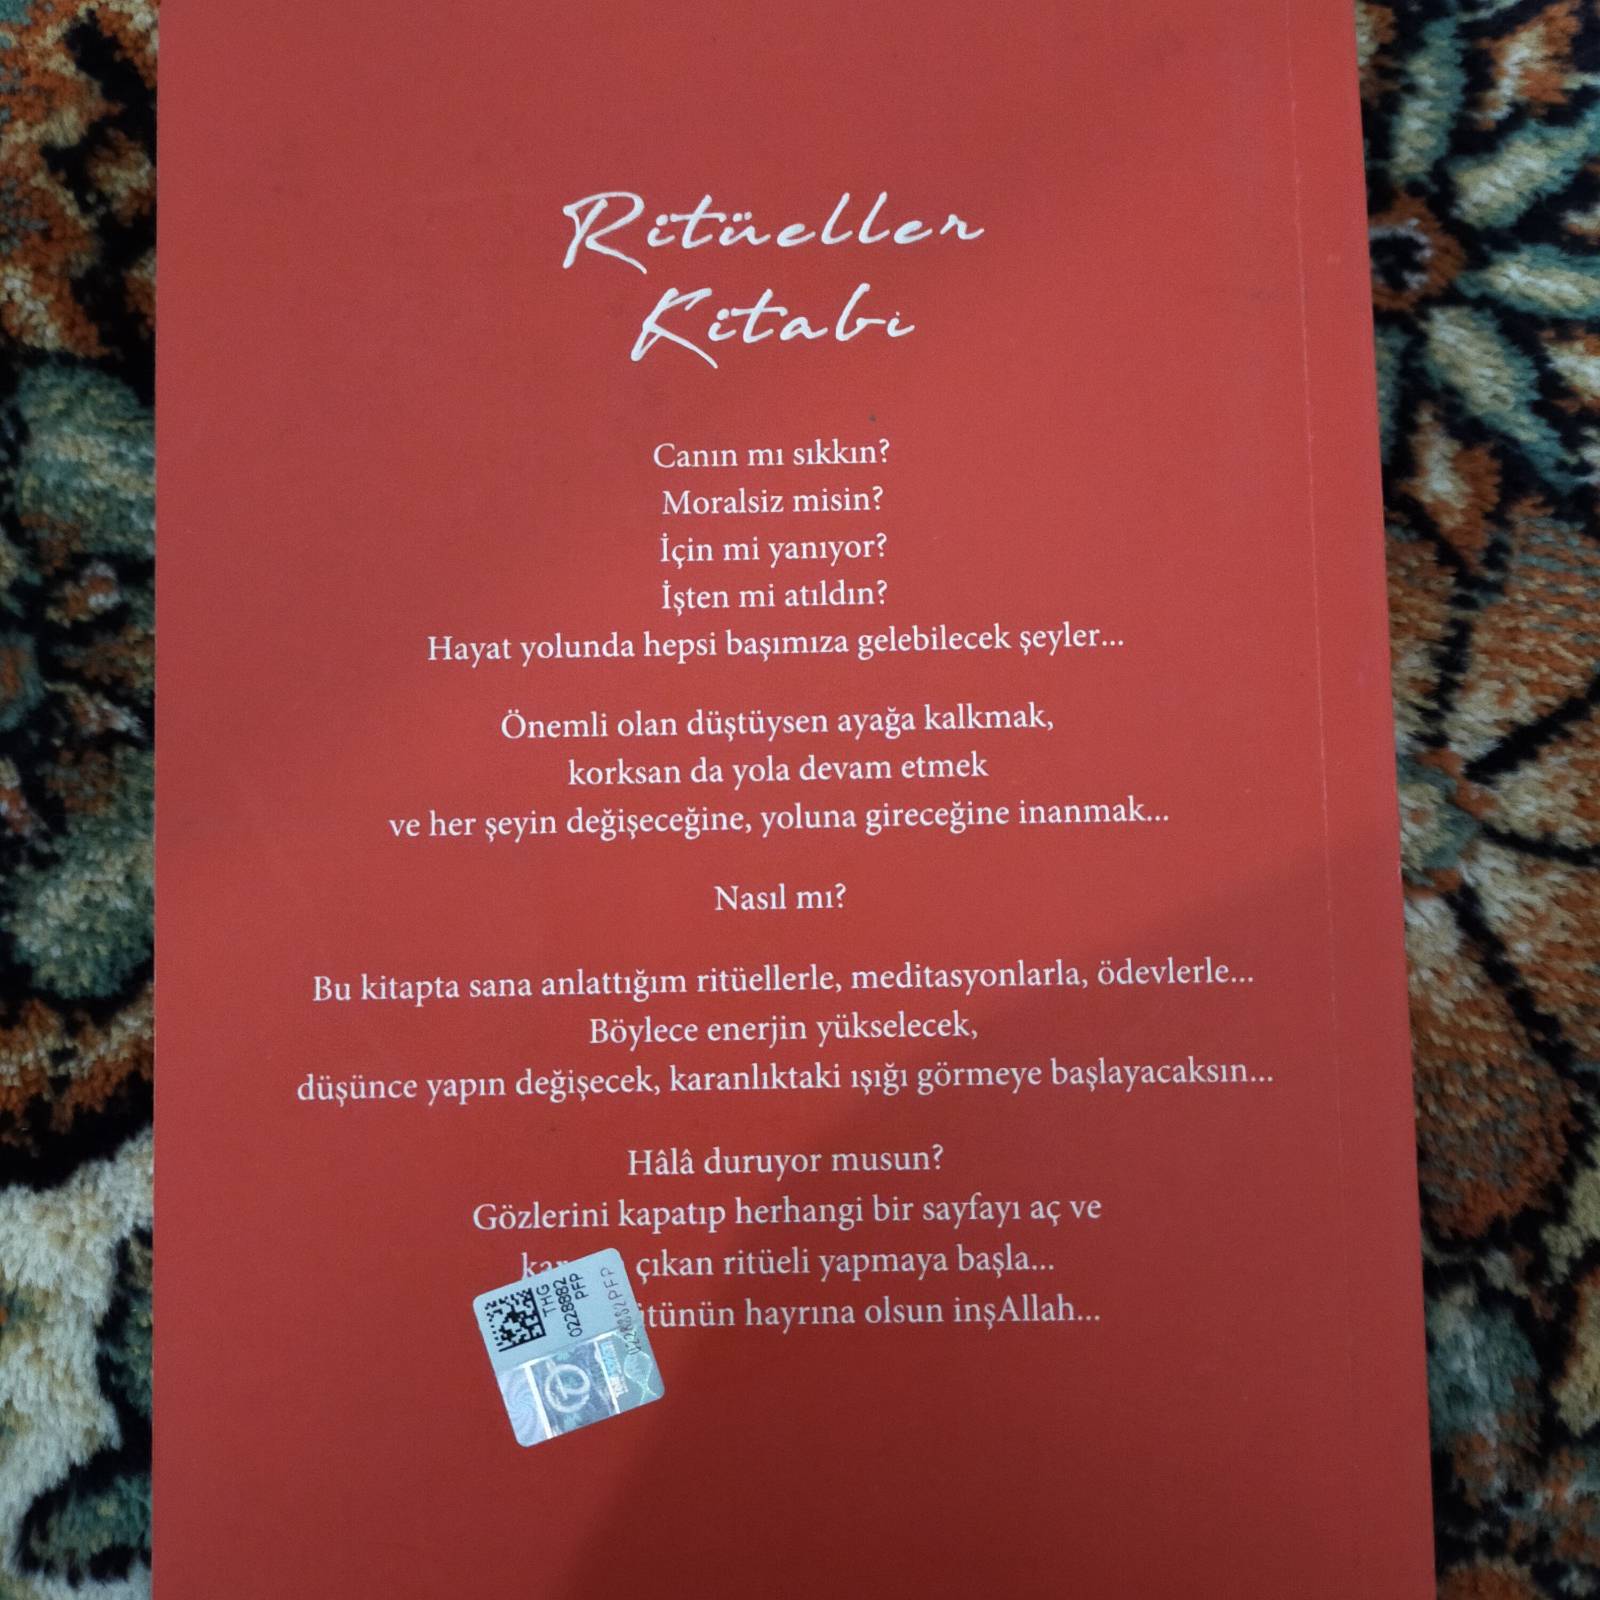 Ritüeller
Kitabi
Canın mı sıkkın?
Moralsiz misin?
İçin mi yanıyor?
İşten mi atıldın?
Hayat yolunda hepsi başımıza gelebilecek şeyler...
Önemli olan düştüysen ayağa kalkmak,
korksan da yola devam etmek
ve her şeyin değişeceğine, yoluna gireceğine inanmak...
Nasıl mı?
Bu kitapta sana anlattığım ritüellerle, meditasyonlarla, ödevlerle...
Böylece enerjin yükselecek,
düşünce yapın değişecek, karanlıktaki ışığı görmeye başlayacaksın...
Hâlâ duruyor musun?
Gözlerini kapatıp herhangi bir sayfayı aç ve
çıkan ritüeli yapmaya başla...
hayrına olsun inşAllah...
THG
0228882
PFP